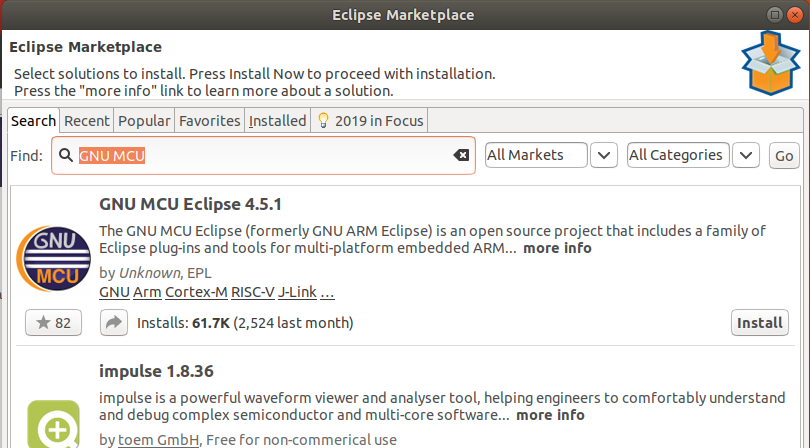 Eclipse Marketplace
Eclipse Marketplace
Select solutions to install. Press Install Now to proceed with installation.
Press the "more info" link to learn more about a solution.
Search Recent Popular Favorites Installed 2019 in Focus
Find: GNU MCU All Markets All Categories Go
GNU MCU Eclipse 4.5.1
The GNU MCU Eclipse (formerly GNU ARM Eclipse) is an open source project that includes a family of
Eclipse plug-ins and tools for multi-platform embedded ARM... more info
GNU
MCU
by Unknown, EPL
GNU Arm Cortex-M RISC-V J-Link ...
82 Installs: 61.7K (2,524 last month) Install
impulse 1.8.36
impulse is a powerful waveform viewer and analyser tool, helping engineers to comfortably understand
and debug complex semiconductor and multi-core software... more info
by toem GmbH, Free for non-commerical use